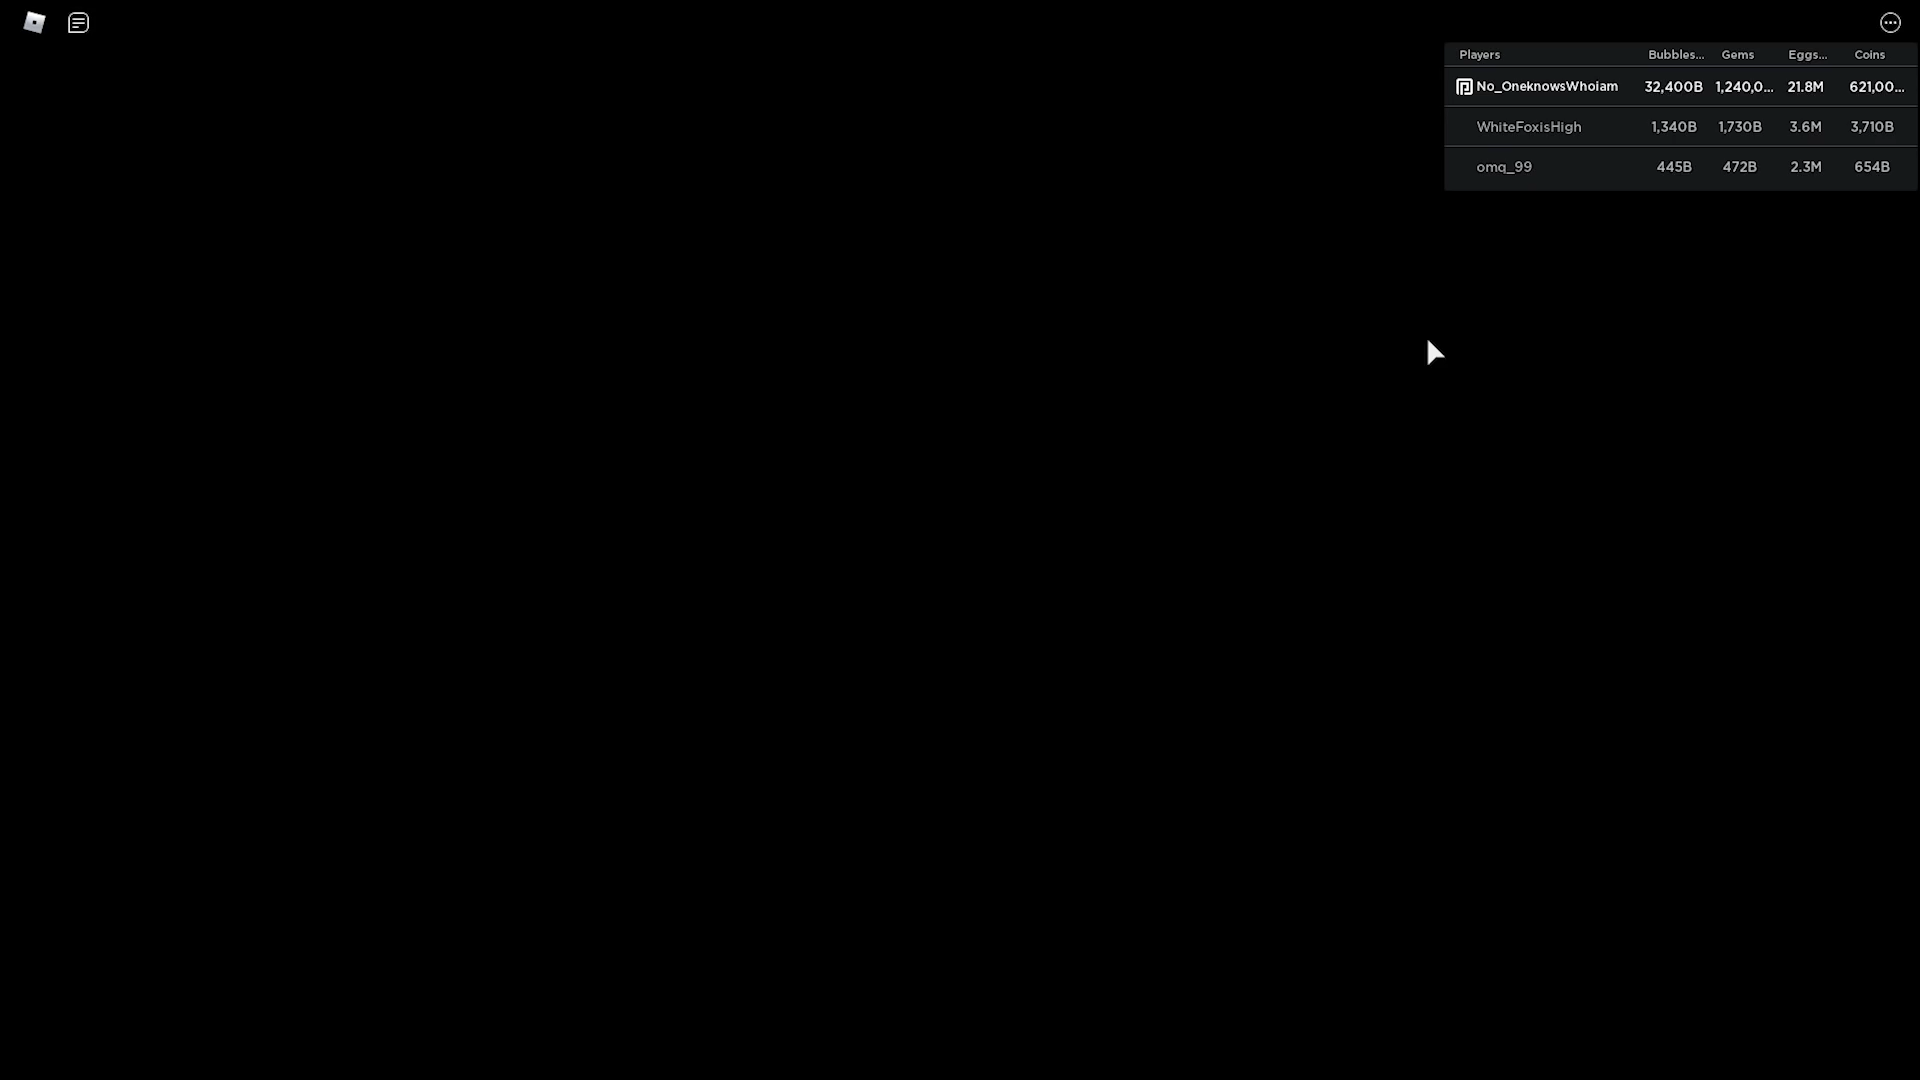 Players Bubbles... Gems Eggs... Coins
No_OneknowsWhoiam 32,400B 1,240,0... 21.8M 621,00...
WhiteFoxisHigh 1,340B 1,730B 3.6M 3,710B
omq_99 445B 472B 2.3M 654B